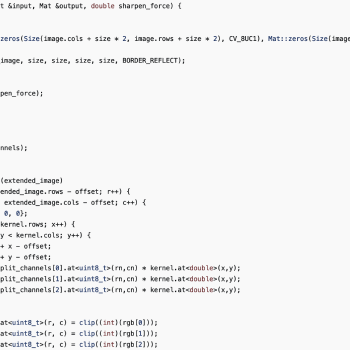 t &input, Mat &output, double sharpen_force) {
zeros(Size(image.cols + size * 2, image.rows + size * 2), CV_8UC1), Mat::zeros(Size(image
image, size, size, size, size, BORDER_REFLECT);
pen_force);
nnels);
(extended_image)
ended_image.rows - offset; r++) {
extended_image.cols - offset; c++) {
0, 0};
kernel.rows; x++) {
y < kernel.cols; y++) {
+ x - offset;
+ y - offset;
plit_channels[0].at<uint8_t>(rn,cn) * kernel.at<double>(x,y);
plit_channels[1].at<uint8_t>(rn,cn) * kernel.at<double>(x,y);
plit_channels[2].at<uint8_t>(rn,cn) * kernel.at<double>(x,y);
at<uint8_t>(r, c) = clip((int)(rgb[0]));
at<uint8_t>(r, c) = clip((int)(rgb[1]));
at<uint8_t>(r, c) = clip((int)(rgb[2]));